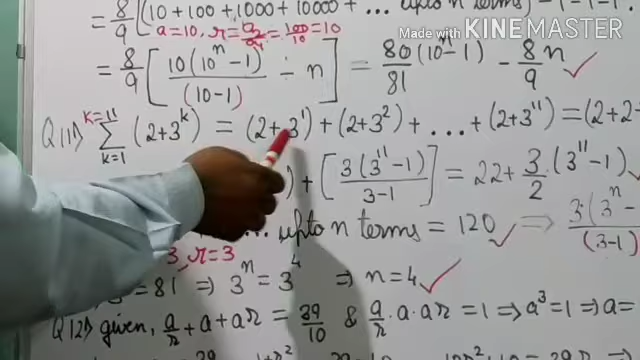 = 8/9 [(10 + 100 + 1000 + 10000 + ... upto n terms)
Made with KINEMASTER
a = 10, r = = 100/10 = 10
= 8/9 [ 10(10^n - 1) / (10 - 1) - n ] = 80/81 (10^n - 1) - 8/9 n ✓
Q11) k=11 ∑ k=1 (2+3^k) = (2+3^1) + (2+3^2) + ... + (2+3^11) = (2+2+
) + [ 3(3^11 - 1) / 3-1 ] = 22 + 3/2 (3^11 - 1) ✓
... upto n terms = 120 ⇒ 3(3^n - / (3-1)
3, r = 3
= 81 ⇒ 3^n = 3^4 ⇒ n = 4 ✓
Q12) given, a/r + a + ar = 39/10 & a/r . a . ar = 1 ⇒ a^3 = 1 ⇒ a =